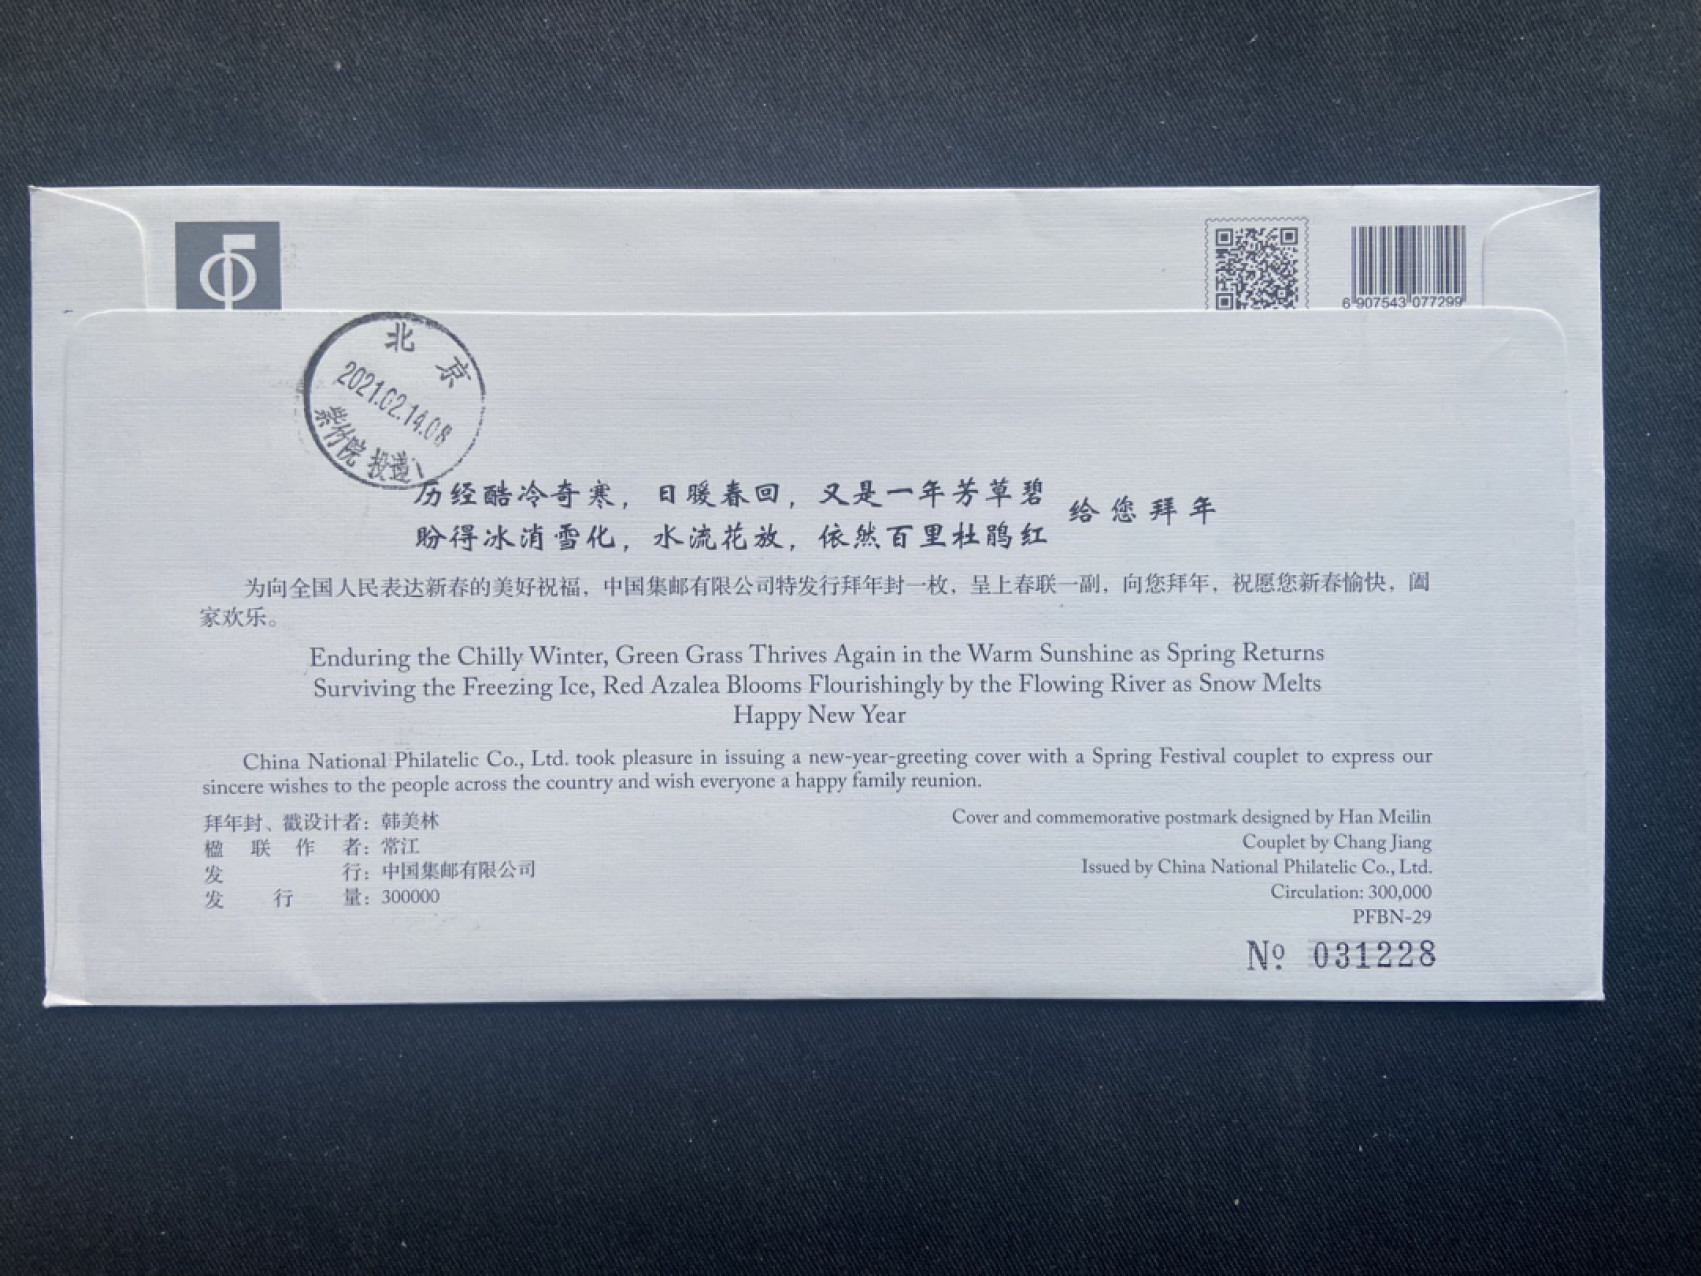 6 907543 077299
北京
2021.02.14.08
紫竹院投递
历经酷冷奇寒，日暖春回，又是一年芳草碧
盼得冰消雪化，水流花放，依然百里杜鹃红
给您拜年
为向全国人民表达新春的美好祝福，中国集邮有限公司特发行拜年封一枚，呈上春联一副，向您拜年，祝愿您新春愉快，阖
家欢乐。
Enduring the Chilly Winter, Green Grass Thrives Again in the Warm Sunshine as Spring Returns
Surviving the Freezing Ice, Red Azalea Blooms Flourishingly by the Flowing River as Snow Melts
Happy New Year
China National Philatelic Co., Ltd. took pleasure in issuing a new-year-greeting cover with a Spring Festival couplet to express our
sincere wishes to the people across the country and wish everyone a happy family reunion.
拜年封、戳设计者：韩美林
楹联作者：常江
发行：中国集邮有限公司
发行量：300000
Cover and commemorative postmark designed by Han Meilin
Couplet by Chang Jiang
Issued by China National Philatelic Co., Ltd.
Circulation: 300,000
PFBN-29
Nº 031228